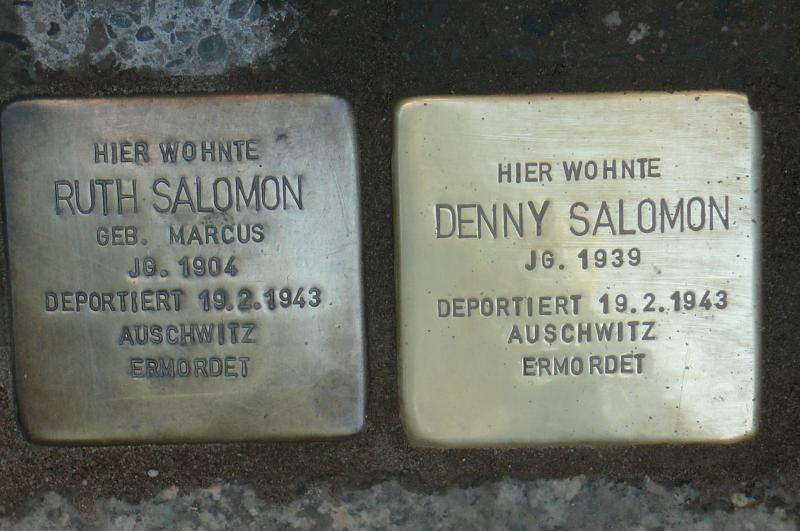 HIER WOHNTE
RUTH SALOMON
GEB. MARCUS
JG. 1904
DEPORTIERT 19.2.1943
AUSCHWITZ
ERMORDET
HIER WOHNTE
DENNY SALOMON
JG. 1939
DEPORTIERT 19.2.1943
AUSCHWITZ
ERMORDET